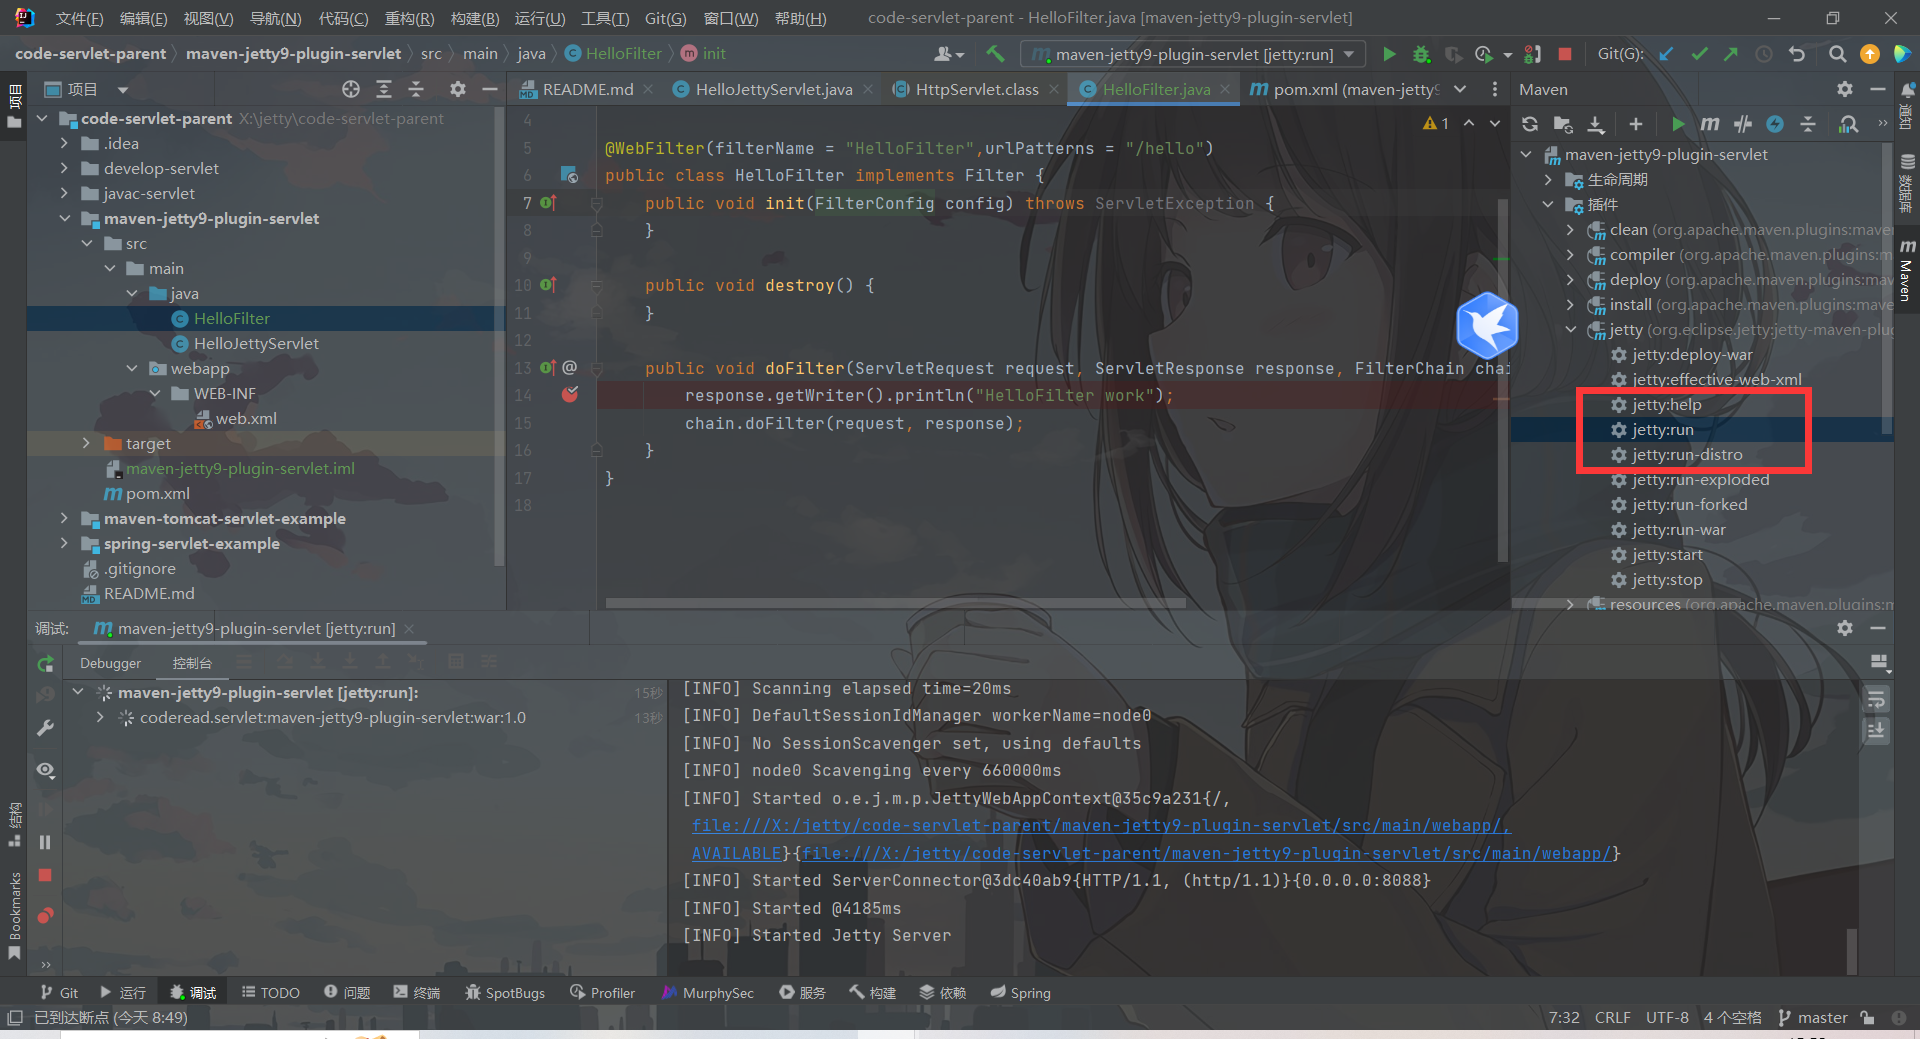 文件(F) 编辑(E) 视图(V) 导航(N) 代码(C) 重构(R) 构建(B) 运行(U) 工具(T) Git(G) 窗口(W) 帮助(H) code-servlet-parent - HelloFilter.java [maven-jetty9-plugin-servlet]
code-servlet-parent maven-jetty9-plugin-servlet src main java HelloFilter init
maven-jetty9-plugin-servlet [jetty:run]
Git(G):
项目
README.md HelloJettyServlet.java HttpServlet.class HelloFilter.java pom.xml (maven-jetty9
code-servlet-parent X:\jetty\code-servlet-parent
.idea
develop-servlet
javac-servlet
maven-jetty9-plugin-servlet
src
main
java
HelloFilter
HelloJettyServlet
webapp
WEB-INF
web.xml
target
maven-jetty9-plugin-servlet.iml
pom.xml
maven-tomcat-servlet-example
spring-servlet-example
.gitignore
README.md
4
5 @WebFilter(filterName = "HelloFilter",urlPatterns = "/hello")
6 public class HelloFilter implements Filter {
7 public void init(FilterConfig config) throws ServletException {
8 }
9
10 public void destroy() {
11 }
12
13 public void doFilter(ServletRequest request, ServletResponse response, FilterChain chai
14 response.getWriter().println("HelloFilter work");
15 chain.doFilter(request, response);
16 }
17 }
18
1
Maven
maven-jetty9-plugin-servlet
生命周期
插件
clean (org.apache.maven.plugins:mave
compiler (org.apache.maven.plugins:m
deploy (org.apache.maven.plugins:mav
install (org.apache.maven.plugins:mave
jetty (org.eclipse.jetty:jetty-maven-plug
jetty:deploy-war
jetty:effective-web-xml
jetty:help
jetty:run
jetty:run-distro
jetty:run-exploded
jetty:run-forked
jetty:run-war
jetty:start
jetty:stop
resources (org.apache.maven.plugins:m
项目
结构
Bookmarks
通知
数据库
Maven
调试: maven-jetty9-plugin-servlet [jetty:run]
Debugger 控制台
maven-jetty9-plugin-servlet [jetty:run]: 15秒
coderead.servlet:maven-jetty9-plugin-servlet:war:1.0 13秒
[INFO] Scanning elapsed time=20ms
[INFO] DefaultSessionIdManager workerName=node0
[INFO] No SessionScavenger set, using defaults
[INFO] node0 Scavenging every 660000ms
[INFO] Started o.e.j.m.p.JettyWebAppContext@35c9a231{/,
file:///X:/jetty/code-servlet-parent/maven-jetty9-plugin-servlet/src/main/webapp/,
AVAILABLE}{file:///X:/jetty/code-servlet-parent/maven-jetty9-plugin-servlet/src/main/webapp/}
[INFO] Started ServerConnector@3dc40ab9{HTTP/1.1, (http/1.1)}{0.0.0.0:8088}
[INFO] Started @4185ms
[INFO] Started Jetty Server
Git 运行 调试 TODO 问题 终端 SpotBugs Profiler MurphySec 服务 构建 依赖 Spring
已到达断点 (今天 8:49) 7:32 CRLF UTF-8 4 个空格 master